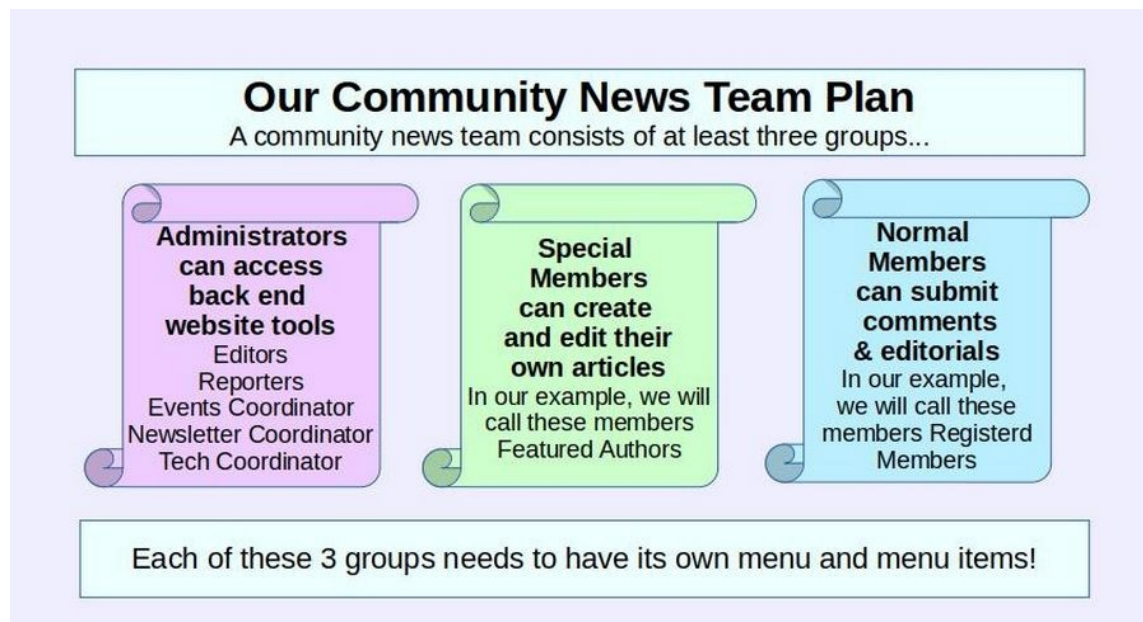 Our Community News Team Plan
A community news team consists of at least three groups...
Administrators
can access
back end
website tools
Editors
Reporters
Events Coordinator
Newsletter Coordinator
Tech Coordinator
Special
Members
can create
and edit their
own articles
In our example, we will
call these members
Featured Authors
Normal
Members
can submit
comments
& editorials
In our example,
we will call these
members Registerd
Members
Each of these 3 groups needs to have its own menu and menu items!